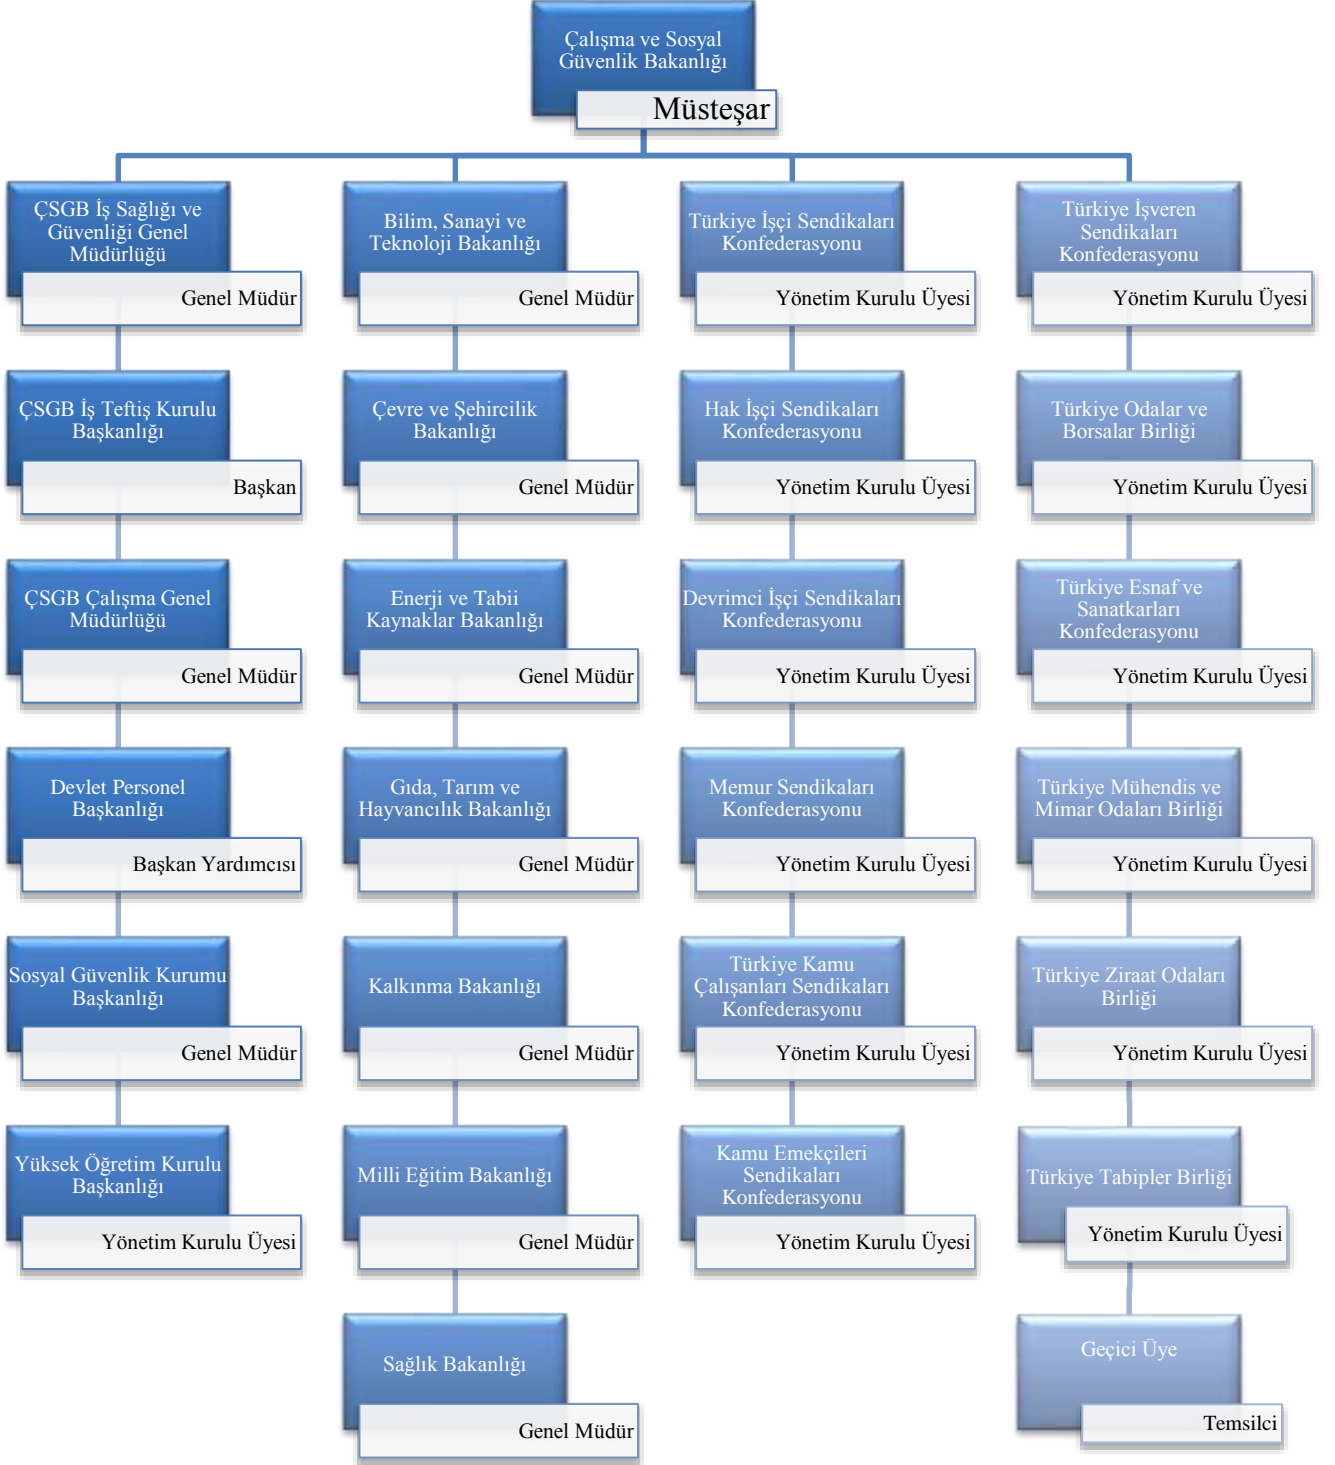 Çalışma ve Sosyal
Güvenlik Bakanlığı
Müsteşar
ÇSGB İş Sağlığı ve
Güvenliği Genel
Müdürlüğü
Genel Müdür
ÇSGB İş Teftiş Kurulu
Başkanlığı
Başkan
ÇSGB Çalışma Genel
Müdürlüğü
Genel Müdür
Devlet Personel
Başkanlığı
Başkan Yardımcısı
Sosyal Güvenlik Kurumu
Başkanlığı
Genel Müdür
Yüksek Öğretim Kurulu
Başkanlığı
Yönetim Kurulu Üyesi
Bilim, Sanayi ve
Teknoloji Bakanlığı
Genel Müdür
Çevre ve Şehircilik
Bakanlığı
Genel Müdür
Enerji ve Tabii
Kaynaklar Bakanlığı
Genel Müdür
Gıda, Tarım ve
Hayvancılık Bakanlığı
Genel Müdür
Kalkınma Bakanlığı
Genel Müdür
Milli Eğitim Bakanlığı
Genel Müdür
Sağlık Bakanlığı
Genel Müdür
Türkiye İşçi Sendikaları
Konfederasyonu
Yönetim Kurulu Üyesi
Hak İşçi Sendikaları
Konfederasyonu
Yönetim Kurulu Üyesi
Devrimci İşçi Sendikaları
Konfederasyonu
Yönetim Kurulu Üyesi
Memur Sendikaları
Konfederasyonu
Yönetim Kurulu Üyesi
Türkiye Kamu
Çalışanları Sendikaları
Konfederasyonu
Yönetim Kurulu Üyesi
Kamu Emekçileri
Sendikaları
Konfederasyonu
Yönetim Kurulu Üyesi
Türkiye İşveren
Sendikaları
Konfederasyonu
Yönetim Kurulu Üyesi
Türkiye Odalar ve
Borsalar Birliği
Yönetim Kurulu Üyesi
Türkiye Esnaf ve
Sanatkarları
Konfederasyonu
Yönetim Kurulu Üyesi
Türkiye Mühendis ve
Mimar Odaları Birliği
Yönetim Kurulu Üyesi
Türkiye Ziraat Odaları
Birliği
Yönetim Kurulu Üyesi
Türkiye Tabipler Birliği
Yönetim Kurulu Üyesi
Geçici Üye
Temsilci